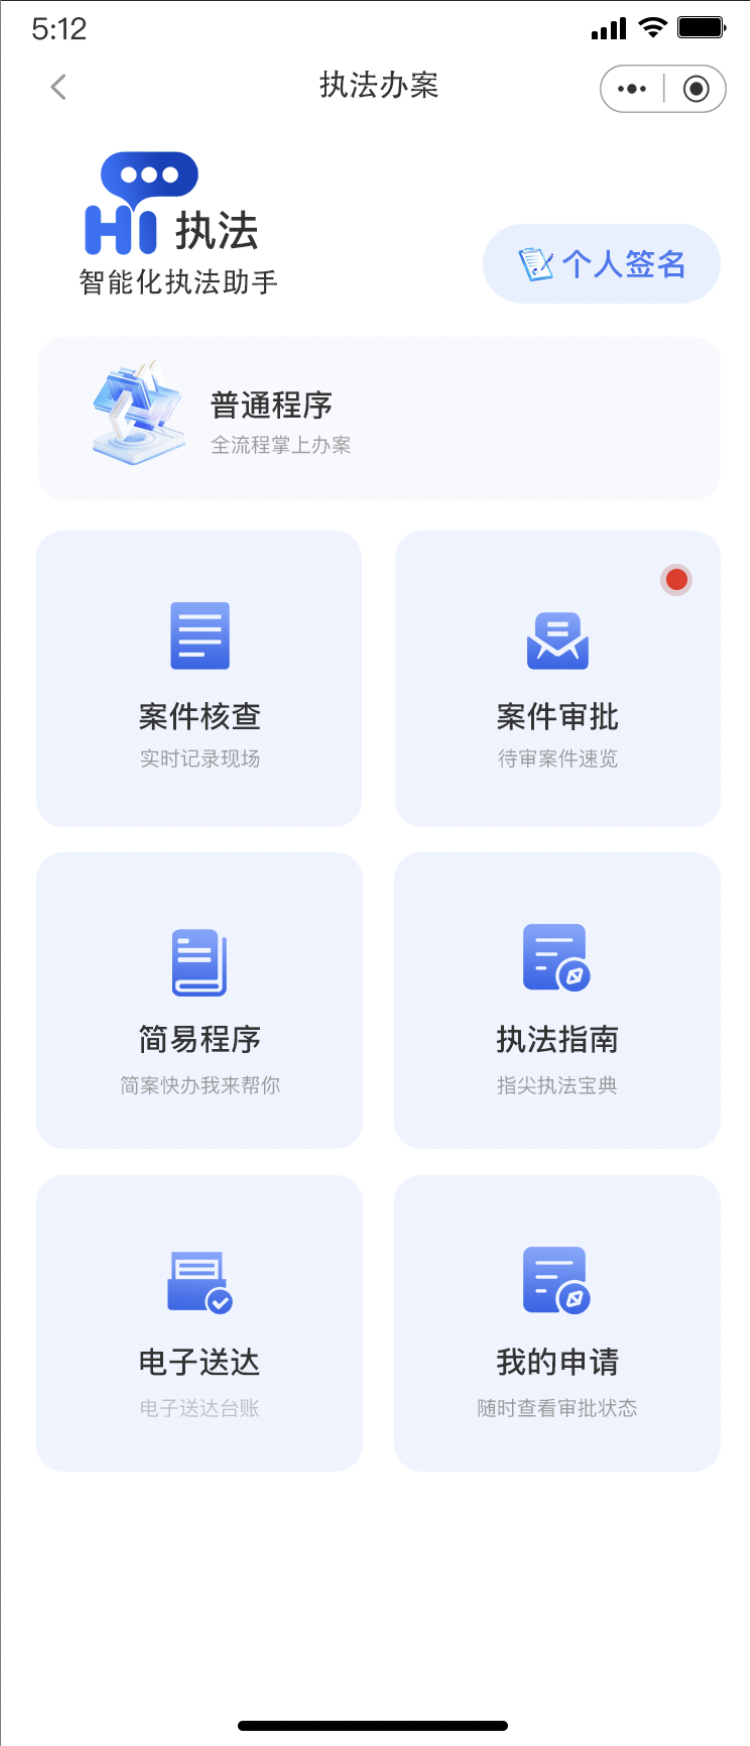 5:12
执法办案
Hi 执法
智能化执法助手
个人签名
普通程序
全流程掌上办案
案件核查
实时记录现场
案件审批
待审案件速览
简易程序
简案快办我来帮你
执法指南
指尖执法宝典
电子送达
电子送达台账
我的申请
随时查看审批状态